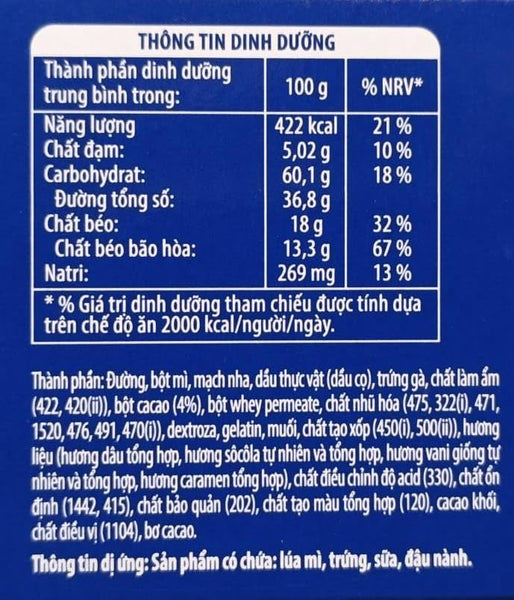 THÔNG TIN DINH DƯỠNG
Thành phần dinh dưỡng
trung bình trong:
100 g
% NRV*
Năng lượng 422 kcal 21 %
Chất đạm: 5,02 g 10 %
Carbohydrat: 60,1 g 18 %
Đường tổng số: 36,8 g
Chất béo: 18 g 32 %
Chất béo bão hòa: 13,3 g 67 %
Natri: 269 mg 13 %
* % Giá trị dinh dưỡng tham chiếu được tính dựa
trên chế độ ăn 2000 kcal/người/ngày.
Thành phần: Đường, bột mì, mạch nha, dầu thực vật (dầu cọ), trứng gà, chất làm ẩm
(422, 420(ii)), bột cacao (4%), bột whey permeate, chất nhũ hóa (475, 322(i), 471,
1520, 476, 491, 470(i)), dextroza, gelatin, muối, chất tạo xốp (450(i), 500(ii)), hương
liệu (hương dâu tổng hợp, hương sôcôla tự nhiên và tổng hợp, hương vani giống tự
nhiên và tổng hợp, hương caramen tổng hợp), chất điều chỉnh độ acid (330), chất ổn
định (1442, 415), chất bảo quản (202), chất tạo màu tổng hợp (120), cacao khối,
chất điều vị (1104), bơ cacao.
Thông tin dị ứng: Sản phẩm có chứa: lúa mì, trứng, sữa, đậu nành.